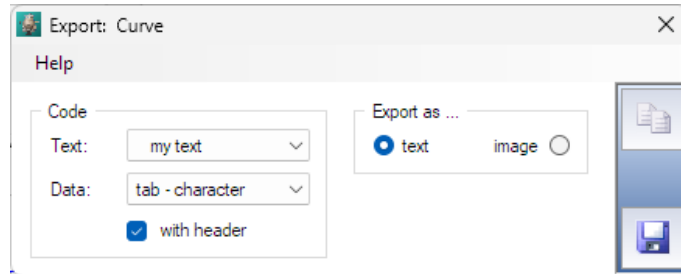 Export: Curve
Help
Code
Text: my text
Data: tab - character
with header
Export as ...
text image